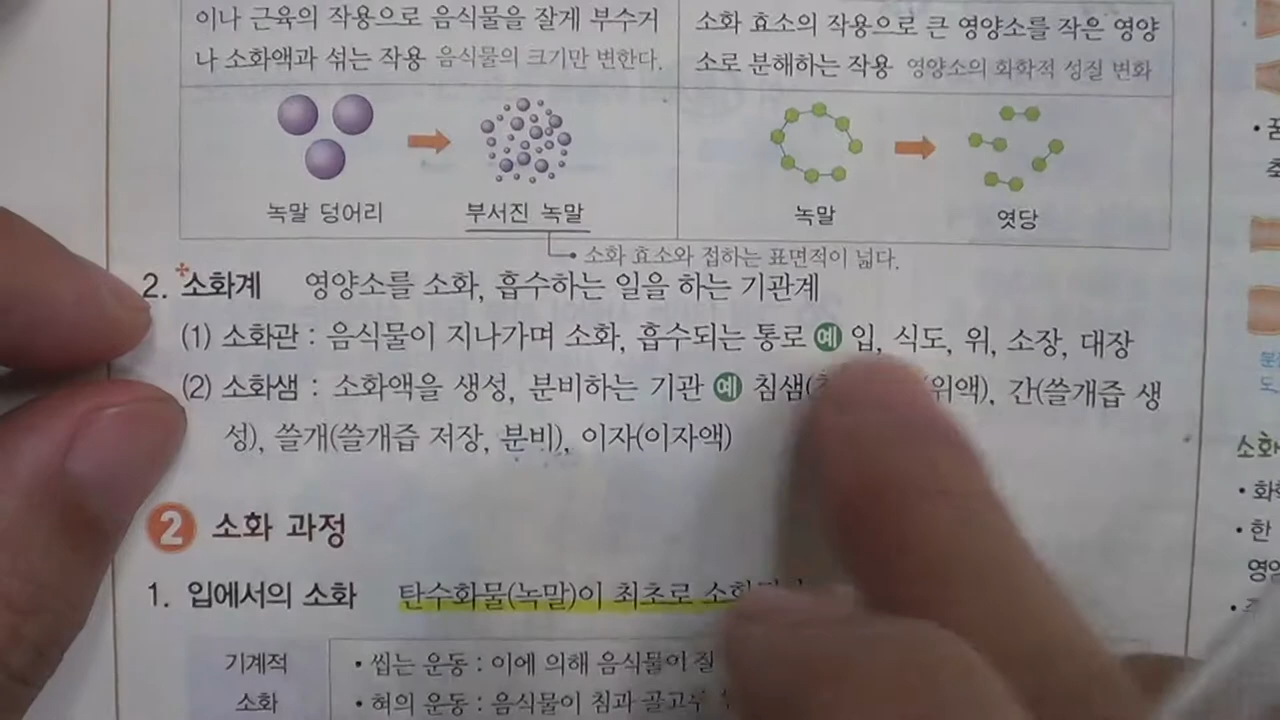 이나 근육의 작용으로 음식물을 잘게 부수거
나 소화액과 섞는 작용 음식물의 크기만 변한다.
소화 효소의 작용으로 큰 영양소를 작은 영양
소로 분해하는 작용 영양소의 화학적 성질 변화
녹말 덩어리
부서진 녹말
녹말
엿당
소화 효소와 접하는 표면적이 넓다.
2. *소화계 영양소를 소화, 흡수하는 일을 하는 기관계
(1) 소화관 : 음식물이 지나가며 소화, 흡수되는 통로 예 입, 식도, 위, 소장, 대장
(2) 소화샘 : 소화액을 생성, 분비하는 기관 예 침샘( (위액), 간(쓸개즙 생
성), 쓸개(쓸개즙 저장, 분비), 이자(이자액)
2 소화 과정
1. 입에서의 소화 탄수화물(녹말)이 최초로
기계적
소화
• 씹는 운동 : 이에 의해 음식물이 잘
• 혀의 운동 : 음식물이 침과 골고루
• 한